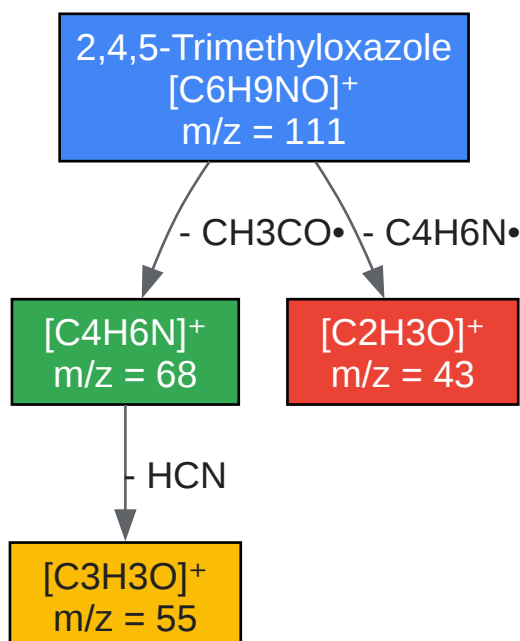 2,4,5-Trimethyloxazole
[C6H9NO]⁺
m/z = 111
- CH3CO•
- C4H6N•
[C4H6N]⁺
m/z = 68
[C2H3O]⁺
m/z = 43
- HCN
[C3H3O]⁺
m/z = 55